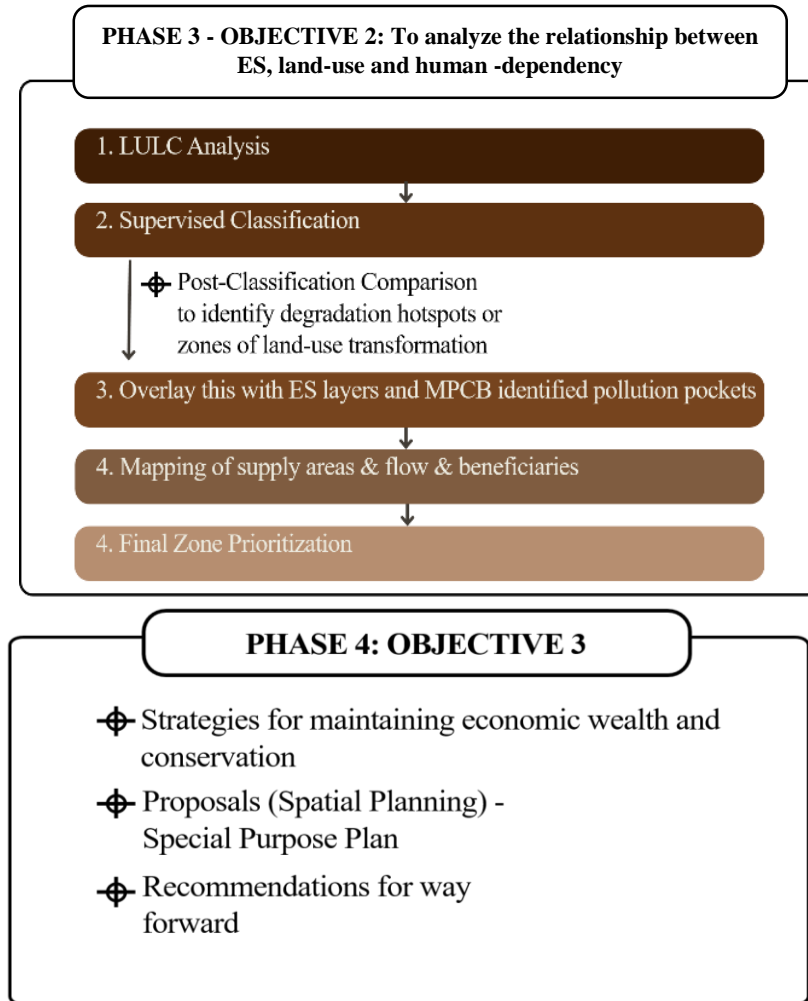 PHASE 3 - OBJECTIVE 2: To analyze the relationship between
ES, land-use and human -dependency
1. LULC Analysis
2. Supervised Classification
Post-Classification Comparison
to identify degradation hotspots or
zones of land-use transformation
3. Overlay this with ES layers and MPCB identified pollution pockets
4. Mapping of supply areas & flow & beneficiaries
4. Final Zone Prioritization
PHASE 4: OBJECTIVE 3
Strategies for maintaining economic wealth and
conservation
Proposals (Spatial Planning) -
Special Purpose Plan
Recommendations for way
forward